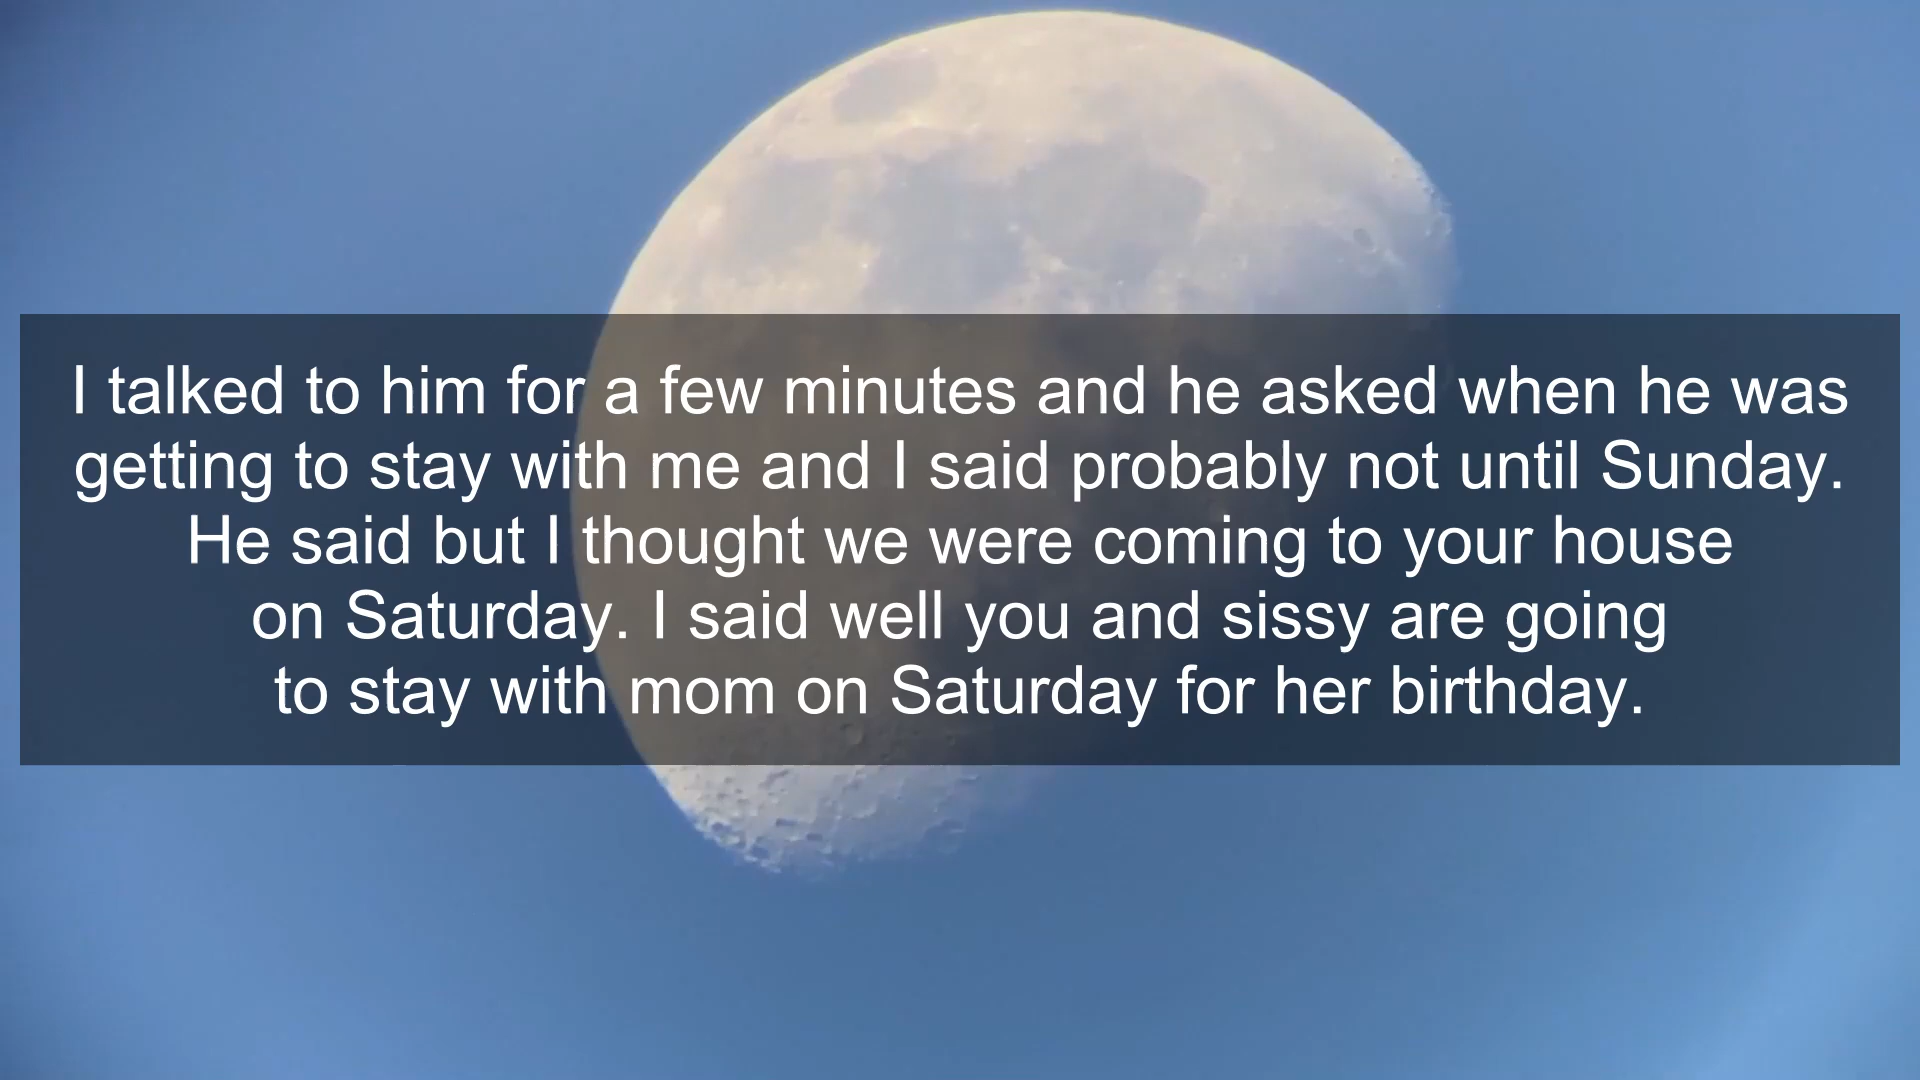 I talked to him for a few minutes and he asked when he was
getting to stay with me and I said probably not until Sunday.
He said but I thought we were coming to your house
on Saturday. I said well you and sissy are going
to stay with mom on Saturday for her birthday.